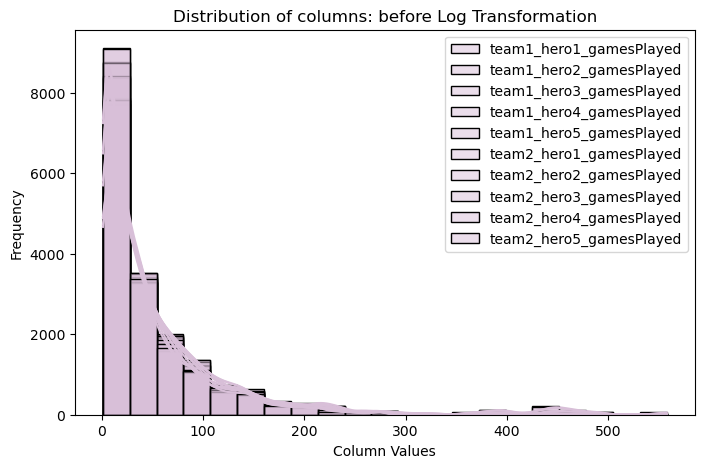 Distribution of columns: before Log Transformation
team1_hero1_gamesPlayed
team1_hero2_gamesPlayed
team1_hero3_gamesPlayed
team1_hero4_gamesPlayed
team1_hero5_gamesPlayed
team2_hero1_gamesPlayed
team2_hero2_gamesPlayed
team2_hero3_gamesPlayed
team2_hero4_gamesPlayed
team2_hero5_gamesPlayed
Frequency
8000
6000
4000
2000
0
0 100 200 300 400 500
Column Values